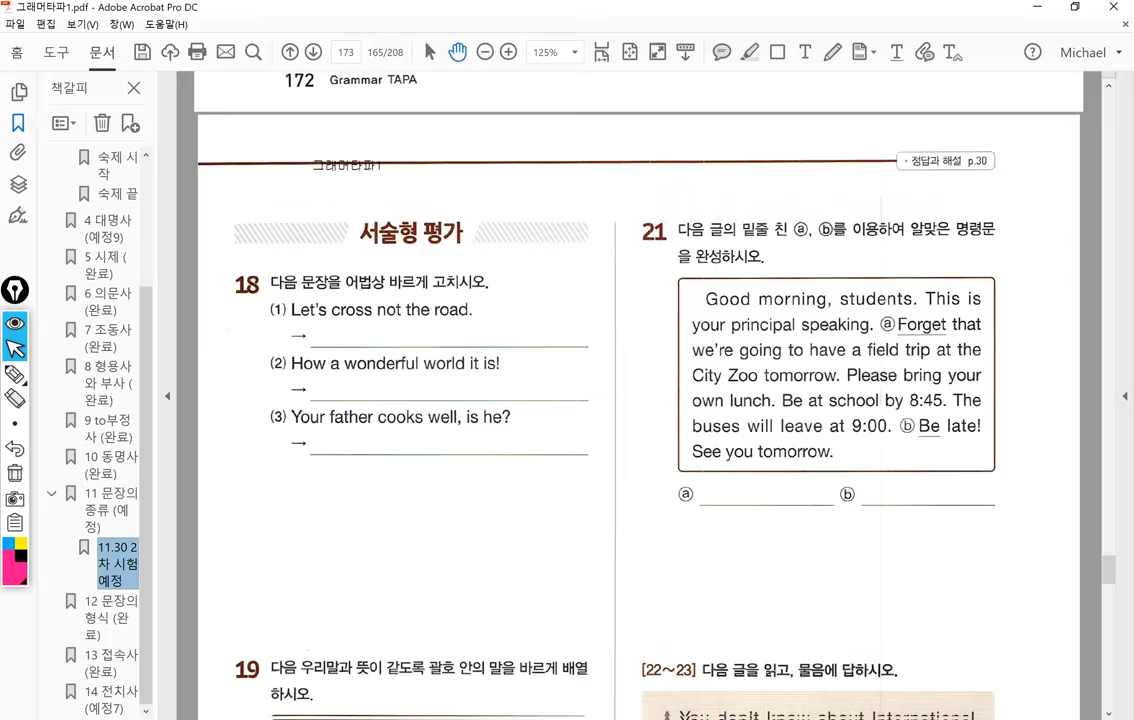 그래머타파1.pdf - Adobe Acrobat Pro DC
파일 편집 보기(V) 창(W) 도움말(H)
홈 도구 문서 173 165/208 125% Michael
책갈피
숙제 시
작
숙제 끝
4 대명사
(예정9)
5 시제 (
완료)
6 의문사
(완료)
7 조동사
(완료)
8 형용사
와 부사 (
완료)
9 to부정
사 (완료)
10 동명사
(완료)
11 문장의
종류 (예
정)
11.30 2
차 시험
예정
12 문장의
형식 (완
료)
13 접속사
(완료)
14 전치사
(예정7)
172 Grammar TAPA
그래머타파1
• 정답과 해설 p.30
서술형 평가
18 다음 문장을 어법상 바르게 고치시오.
(1) Let's cross not the road.
→
(2) How a wonderful world it is!
→
(3) Your father cooks well, is he?
→
19 다음 우리말과 뜻이 같도록 괄호 안의 말을 바르게 배열
하시오.
21 다음 글의 밑줄 친 ⓐ, ⓑ를 이용하여 알맞은 명령문
을 완성하시오.
Good morning, students. This is
your principal speaking. ⓐ Forget that
we're going to have a field trip at the
City Zoo tomorrow. Please bring your
own lunch. Be at school by 8:45. The
buses will leave at 9:00. ⓑ Be late!
See you tomorrow.
ⓐ ⓑ
[22~23] 다음 글을 읽고, 물음에 답하시오.
You don't know about International